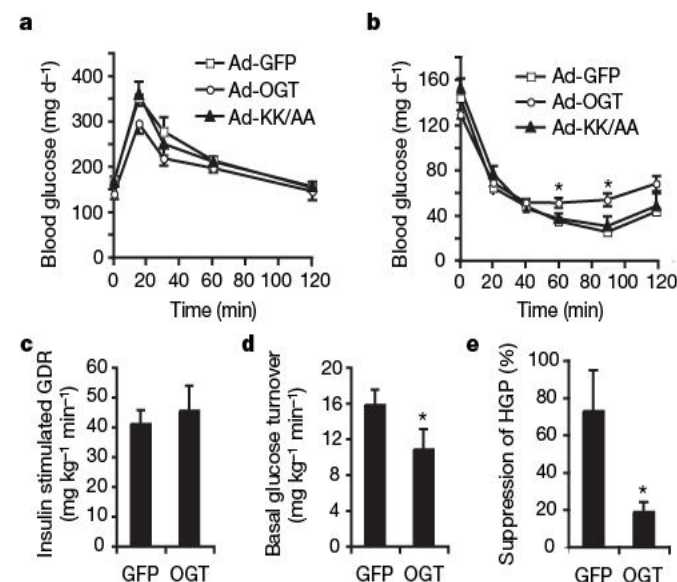 a
Blood glucose (mg d⁻¹)
400
300
200
100
0
Ad-GFP
Ad-OGT
Ad-KK/AA
0 20 40 60 80 100 120
Time (min)
b
Blood glucose (mg d⁻¹)
160
120
80
40
0
Ad-GFP
Ad-OGT
Ad-KK/AA
* *
0 20 40 60 80 100 120
Time (min)
c
Insulin stimulated GDR
(mg kg⁻¹ min⁻¹)
60
50
40
30
20
10
0
GFP OGT
d
Basal glucose turnover
(mg kg⁻¹ min⁻¹)
20
16
12
8
4
0
*
GFP OGT
e
Suppression of HGP (%)
100
80
60
40
20
0
*
GFP OGT